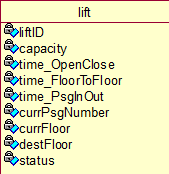 lift
liftID
capacity
time_OpenClose
time_FloorToFloor
time_PsgInOut
currPsgNumber
currFloor
destFloor
status